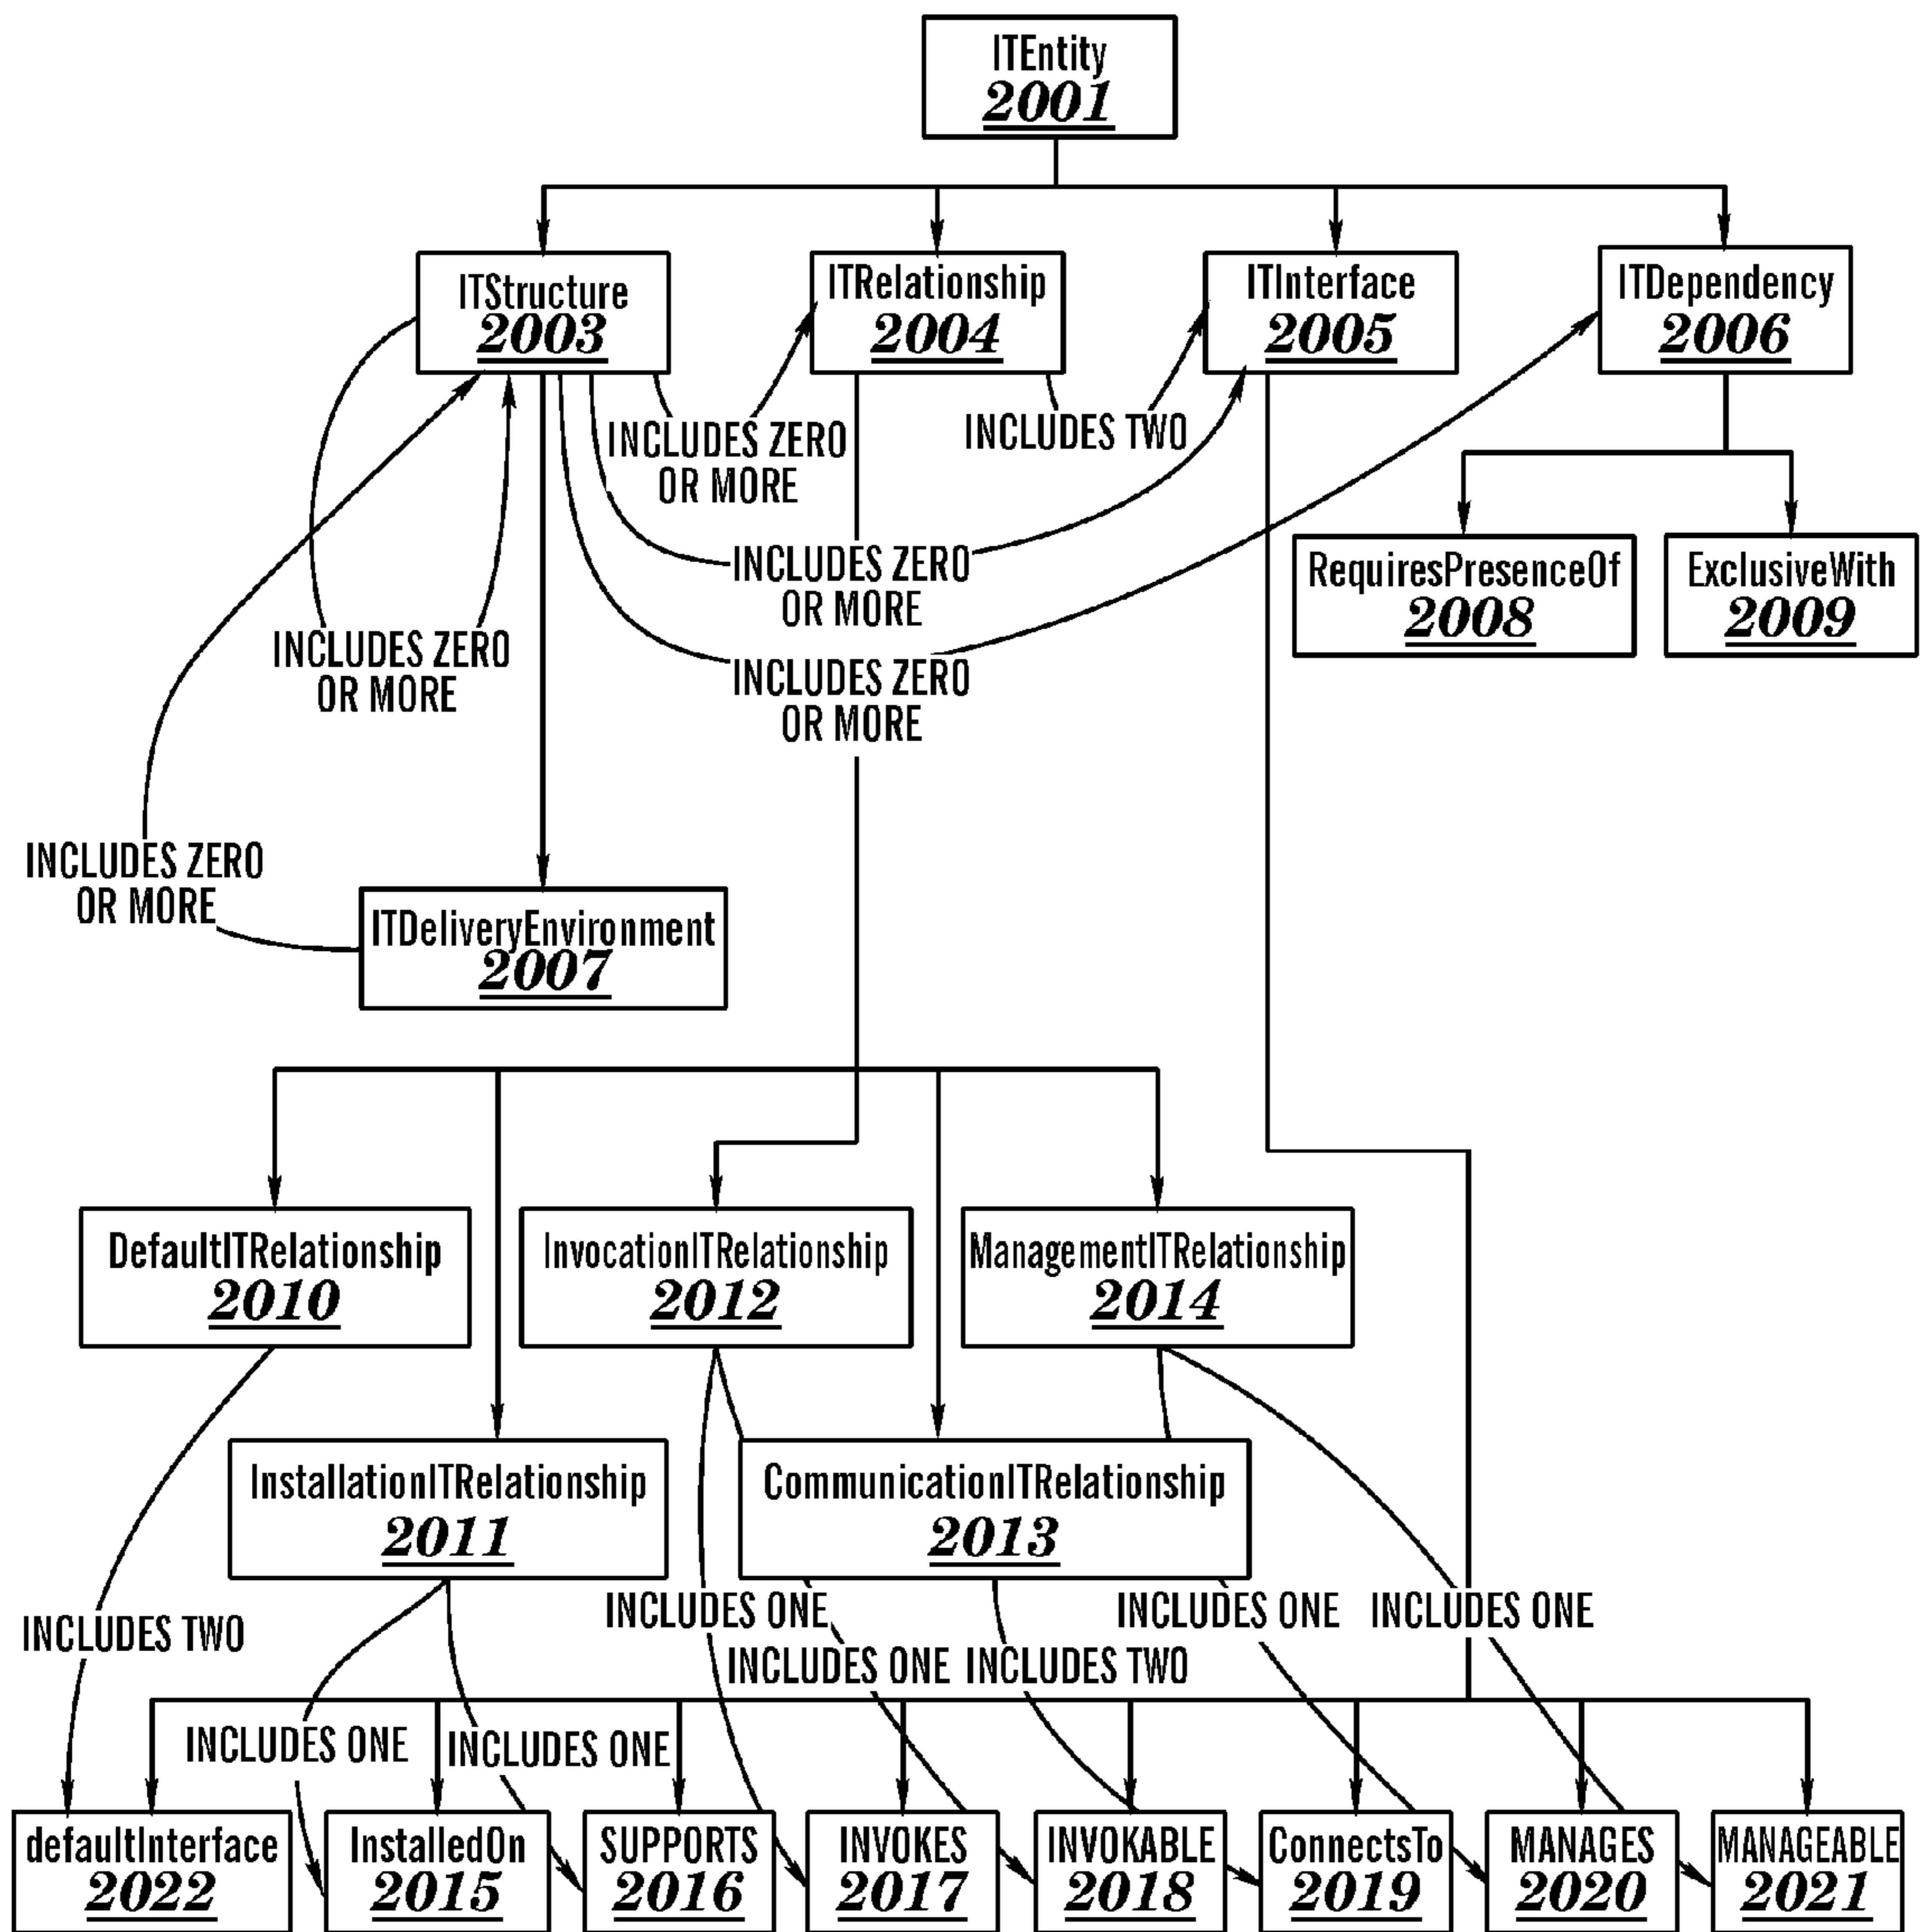 ITEntity
2001
ITStructure
2003
ITRelationship
2004
ITInterface
2005
ITDependency
2006
INCLUDES ZERO
OR MORE
INCLUDES TWO
INCLUDES ZERO
OR MORE
RequiresPresenceOf
2008
ExclusiveWith
2009
INCLUDES ZERO
OR MORE
INCLUDES ZERO
OR MORE
INCLUDES ZERO
OR MORE
ITDeliveryEnvironment
2007
DefaultITRelationship
2010
InvocationITRelationship
2012
ManagementITRelationship
2014
InstallationITRelationship
2011
CommunicationITRelationship
2013
INCLUDES TWO
INCLUDES ONE
INCLUDES ONE
INCLUDES ONE
INCLUDES ONE
INCLUDES TWO
INCLUDES ONE
INCLUDES ONE
defaultInterface
2022
InstalledOn
2015
SUPPORTS
2016
INVOKES
2017
INVOKABLE
2018
ConnectsTo
2019
MANAGES
2020
MANAGEABLE
2021